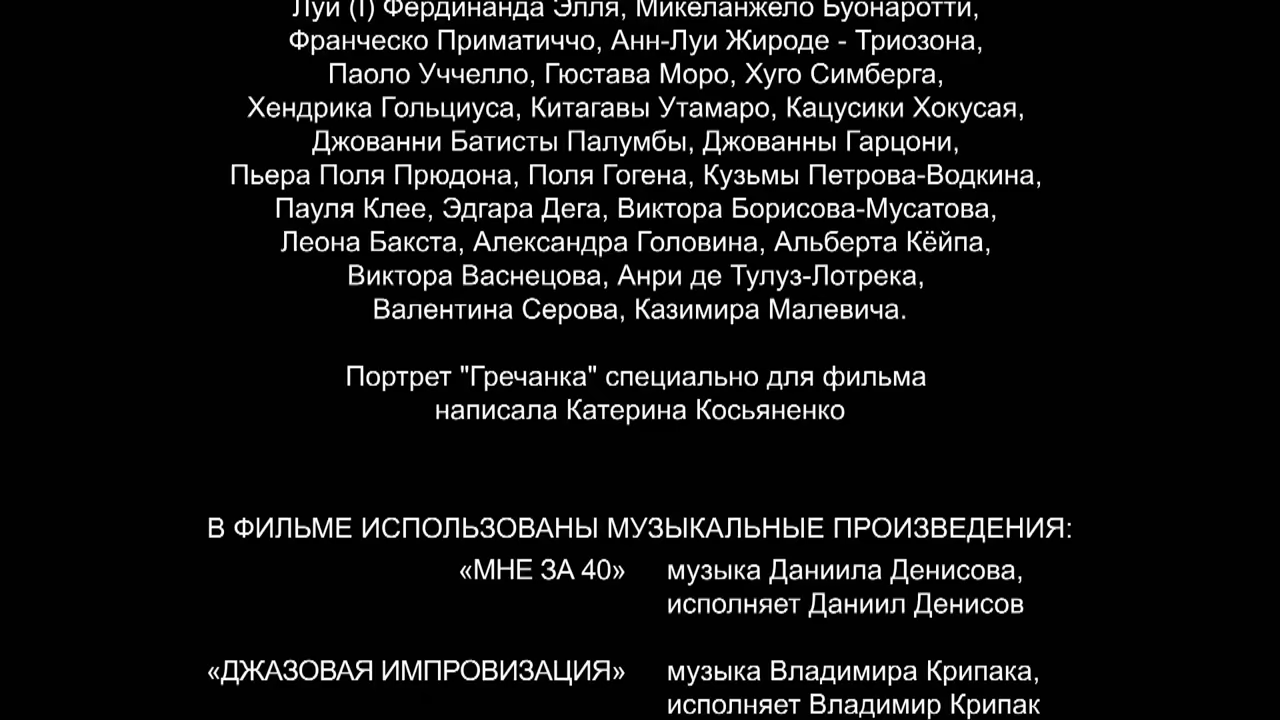 Луи (I) Фердинанда Элля, Микеланжело Буонаротти,
Франческо Приматиччо, Анн-Луи Жироде - Триозона,
Паоло Уччелло, Гюстава Моро, Хуго Симберга,
Хендрика Гольциуса, Китагавы Утамаро, Кацусики Хокусая,
Джованни Батисты Палумбы, Джованны Гарцони,
Пьера Поля Прюдона, Поля Гогена, Кузьмы Петрова-Водкина,
Пауля Клее, Эдгара Дега, Виктора Борисова-Мусатова,
Леона Бакста, Александра Головина, Альберта Кёйпа,
Виктора Васнецова, Анри де Тулуз-Лотрека,
Валентина Серова, Казимира Малевича.
Портрет "Гречанка" специально для фильма
написала Катерина Косьяненко
В ФИЛЬМЕ ИСПОЛЬЗОВАНЫ МУЗЫКАЛЬНЫЕ ПРОИЗВЕДЕНИЯ:
«МНЕ ЗА 40» музыка Даниила Денисова,
исполняет Даниил Денисов
«ДЖАЗОВАЯ ИМПРОВИЗАЦИЯ» музыка Владимира Крипака,
исполняет Владимир Крипак